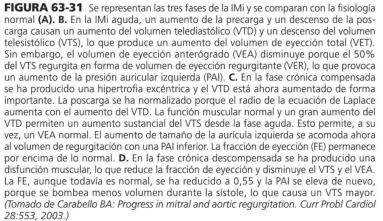 FIGURA 63-31 Se representan las tres fases de la IMi y se comparan con la fisiología
normal (A). B. En la IMi aguda, un aumento de la precarga y un descenso de la pos-
carga causan un aumento del volumen telediastólico (VTD) y un descenso del volumen
telesistólico (VTS), lo que produce un aumento del volumen de eyección total (VET).
Sin embargo, el volumen de eyección anterógrado (VEA) disminuye porque el 50%
del VTS regurgita en forma de volumen de eyección regurgitante (VER), lo que provoca
un aumento de la presión auricular izquierda (PAI). C. En la fase crónica compensada
se ha producido una hipertrofia excéntrica y el VTD está ahora aumentado de forma
importante. La poscarga se ha normalizado porque el radio de la ecuación de Laplace
aumenta con el aumento del VTD. La función muscular normal y un gran aumento del
VTD permiten un aumento sustancial del VTS desde la fase aguda. Esto permite, a su
vez, un VEA normal. El aumento de tamaño de la aurícula izquierda se acomoda ahora
al volumen de regurgitación con una PAI inferior. La fracción de eyección (FE) permanece
por encima de lo normal. D. En la fase crónica descompensada se ha producido una
disfunción muscular, lo que reduce la fracción de eyección y disminuye el VTS y el VEA.
La FE, aunque todavía es normal, se ha reducido a 0,55 y la PAI se eleva de nuevo,
porque se bombea menos volumen durante la sístole, lo que causa un VTS mayor.
(Tomado de Carabello BA: Progress in mitral and aortic regurgitation. Curr Probl Cardiol
28:553, 2003.)